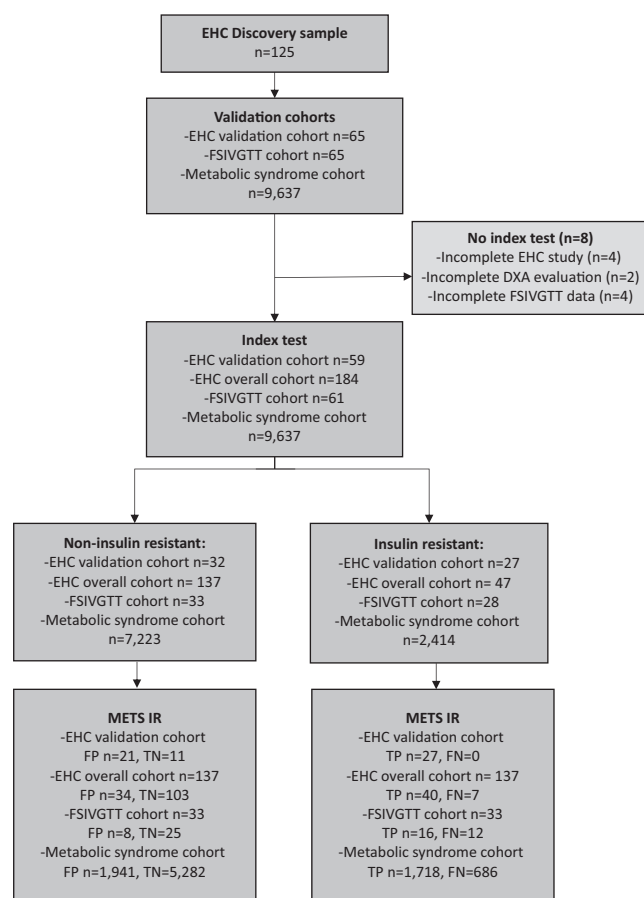 EHC Discovery sample
n=125
Validation cohorts
-EHC validation cohort n=65
-FSIVGTT cohort n=65
-Metabolic syndrome cohort
n=9,637
No index test (n=8)
-Incomplete EHC study (n=4)
-Incomplete DXA evaluation (n=2)
-Incomplete FSIVGTT data (n=4)
Index test
-EHC validation cohort n=59
-EHC overall cohort n=184
-FSIVGTT cohort n=61
-Metabolic syndrome cohort
n=9,637
Non-insulin resistant:
-EHC validation cohort n=32
-EHC overall cohort n= 137
-FSIVGTT cohort n=33
-Metabolic syndrome cohort
n=7,223
Insulin resistant:
-EHC validation cohort n=27
-EHC overall cohort n= 47
-FSIVGTT cohort n=28
-Metabolic syndrome cohort
n=2,414
METS IR
-EHC validation cohort
FP n=21, TN=11
-EHC overall cohort n=137
FP n=34, TN=103
-FSIVGTT cohort n=33
FP n=8, TN=25
-Metabolic syndrome cohort
FP n=1,941, TN=5,282
METS IR
-EHC validation cohort
TP n=27, FN=0
-EHC overall cohort n= 137
TP n=40, FN=7
-FSIVGTT cohort n=33
TP n=16, FN=12
-Metabolic syndrome cohort
TP n=1,718, FN=686